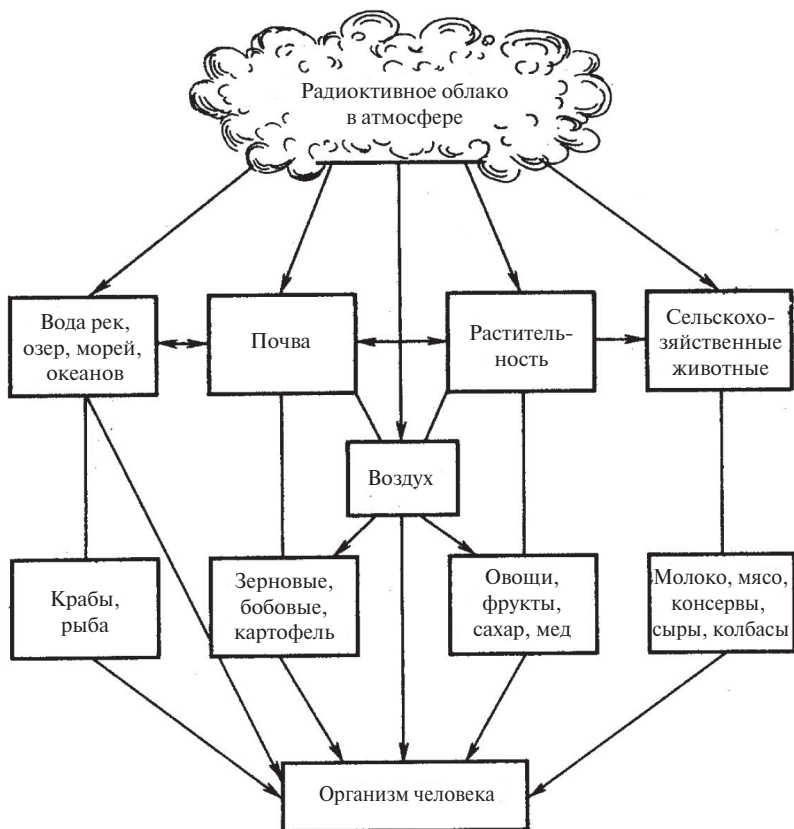 Радиоктивное облако
в атмосфере
Вода рек,
озер, морей,
океанов
Почва
Раститель-
ность
Сельскохо-
зяйственные
животные
Воздух
Крабы,
рыба
Зерновые,
бобовые,
картофель
Овощи,
фрукты,
сахар, мед
Молоко, мясо,
консервы,
сыры, колбасы
Организм человека